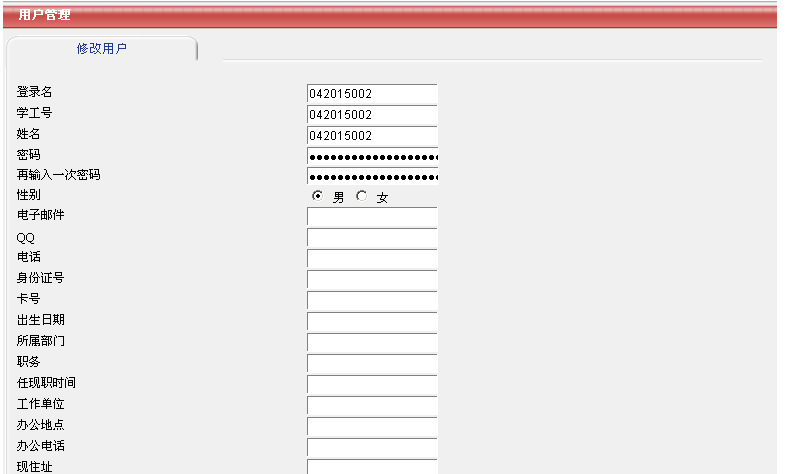 用户管理
修改用户
登录名 042015002
学工号 042015002
姓名 042015002
密码 ●●●●●●●●●●●●●●●●●●●
再输入一次密码 ●●●●●●●●●●●●●●●●●●●
性别 男 女
电子邮件
QQ
电话
身份证号
卡号
出生日期
所属部门
职务
任现职时间
工作单位
办公地点
办公电话
现住址